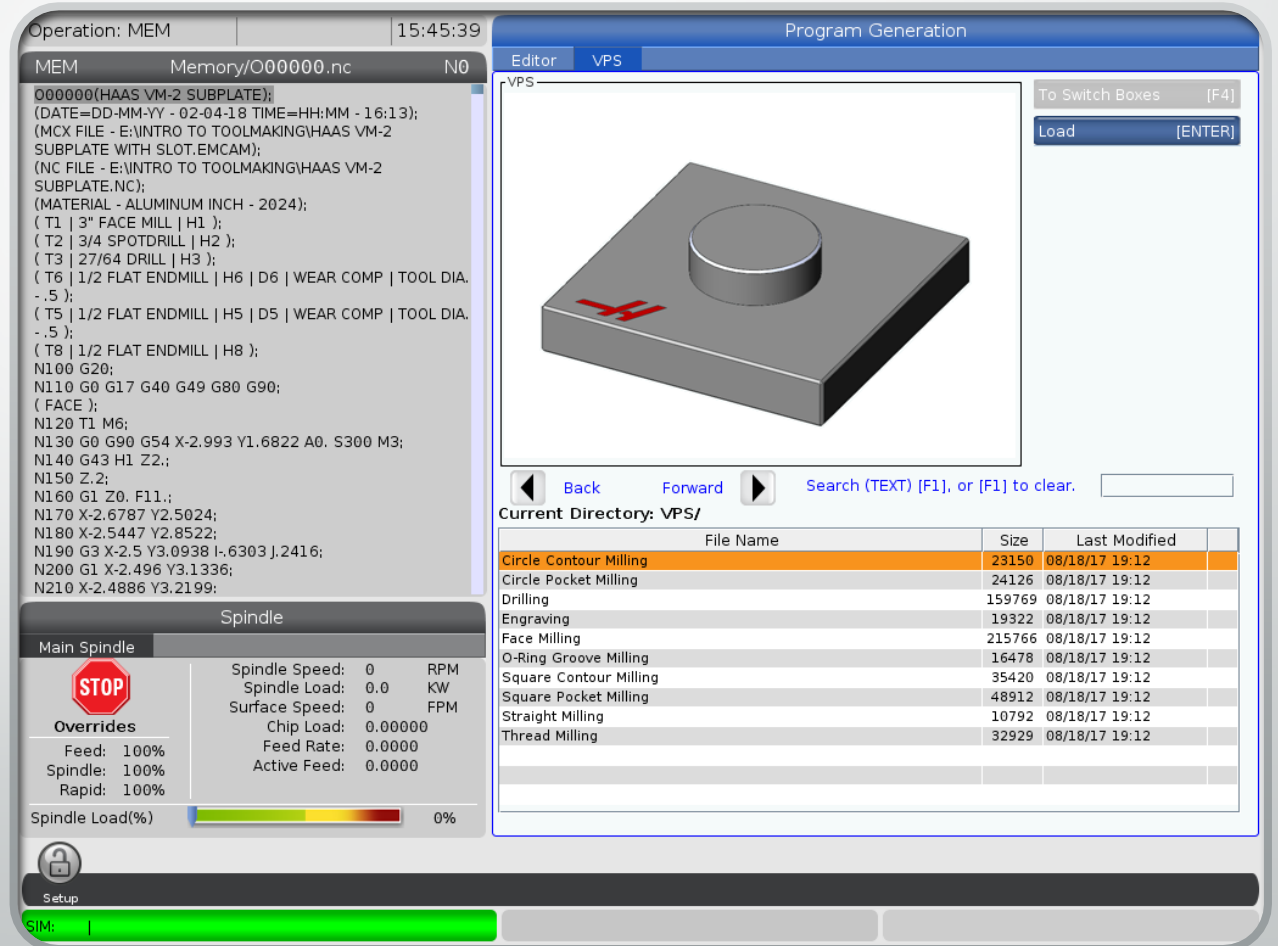 Operation: MEM
15:45:39
MEM Memory/O00000.nc N0
O00000(HAAS VM-2 SUBPLATE);
(DATE=DD-MM-YY - 02-04-18 TIME=HH:MM - 16:13);
(MCX FILE - E:\INTRO TO TOOLMAKING\HAAS VM-2
SUBPLATE WITH SLOT.EMCAM);
(NC FILE - E:\INTRO TO TOOLMAKING\HAAS VM-2
SUBPLATE.NC);
(MATERIAL - ALUMINUM INCH - 2024);
( T1 | 3" FACE MILL | H1 );
( T2 | 3/4 SPOTDRILL | H2 );
( T3 | 27/64 DRILL | H3 );
( T6 | 1/2 FLAT ENDMILL | H6 | D6 | WEAR COMP | TOOL DIA.
- .5 );
( T5 | 1/2 FLAT ENDMILL | H5 | D5 | WEAR COMP | TOOL DIA.
- .5 );
( T8 | 1/2 FLAT ENDMILL | H8 );
N100 G20;
N110 G0 G17 G40 G49 G80 G90;
( FACE );
N120 T1 M6;
N130 G0 G90 G54 X-2.993 Y1.6822 A0. S300 M3;
N140 G43 H1 Z2.;
N150 Z.2;
N160 G1 Z0. F11.;
N170 X-2.6787 Y2.5024;
N180 X-2.5447 Y2.8522;
N190 G3 X-2.5 Y3.0938 I-.6303 J.2416;
N200 G1 X-2.496 Y3.1336;
N210 X-2.4886 Y3.2199:
Spindle
Main Spindle
STOP
Overrides
Feed: 100%
Spindle: 100%
Rapid: 100%
Spindle Speed: 0 RPM
Spindle Load: 0.0 KW
Surface Speed: 0 FPM
Chip Load: 0.00000
Feed Rate: 0.0000
Active Feed: 0.0000
Spindle Load(%) 0%
Setup
SIM: |
Program Generation
Editor VPS
VPS
To Switch Boxes [F4]
Load [ENTER]
Back Forward Search (TEXT) [F1], or [F1] to clear.
Current Directory: VPS/
File Name Size Last Modified
Circle Contour Milling 23150 08/18/17 19:12
Circle Pocket Milling 24126 08/18/17 19:12
Drilling 159769 08/18/17 19:12
Engraving 19322 08/18/17 19:12
Face Milling 215766 08/18/17 19:12
O-Ring Groove Milling 16478 08/18/17 19:12
Square Contour Milling 35420 08/18/17 19:12
Square Pocket Milling 48912 08/18/17 19:12
Straight Milling 10792 08/18/17 19:12
Thread Milling 32929 08/18/17 19:12